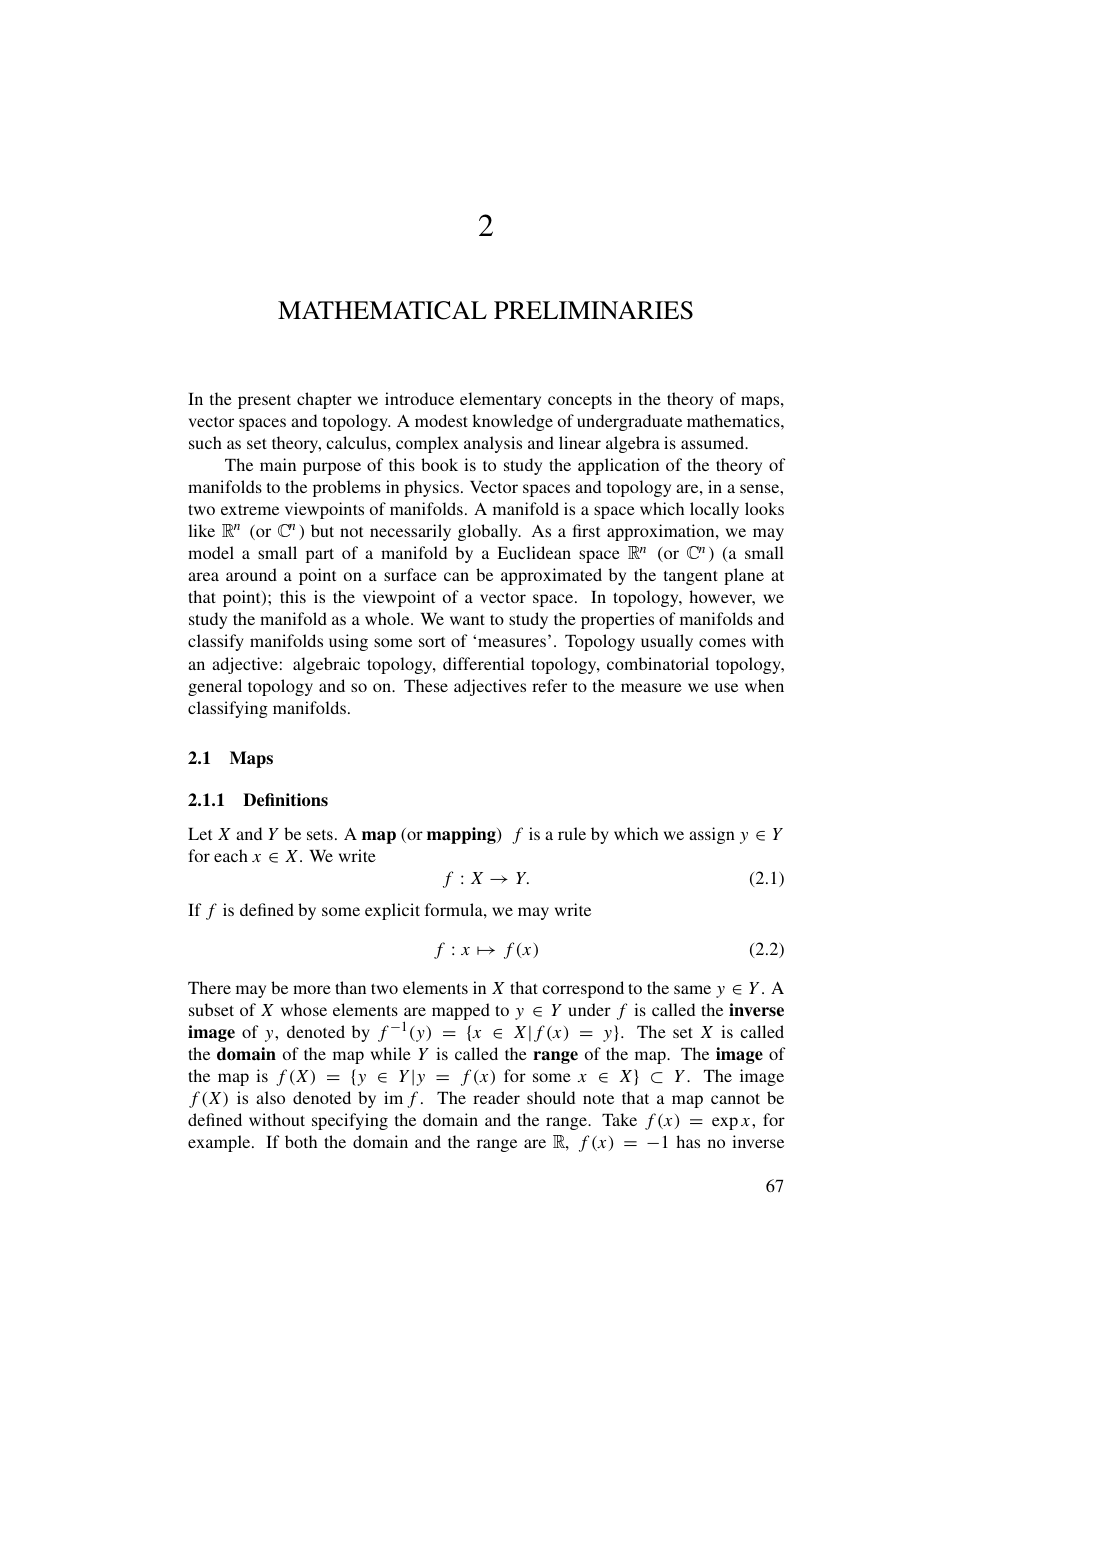 2
MATHEMATICAL PRELIMINARIES
In the present chapter we introduce elementary concepts in the theory of maps,
vector spaces and topology. A modest knowledge of undergraduate mathematics,
such as set theory, calculus, complex analysis and linear algebra is assumed.
The main purpose of this book is to study the application of the theory of
manifolds to the problems in physics. Vector spaces and topology are, in a sense,
two extreme viewpoints of manifolds. A manifold is a space which locally looks
like ℝⁿ (or ℂⁿ) but not necessarily globally. As a first approximation, we may
model a small part of a manifold by a Euclidean space ℝⁿ (or ℂⁿ) (a small
area around a point on a surface can be approximated by the tangent plane at
that point); this is the viewpoint of a vector space. In topology, however, we
study the manifold as a whole. We want to study the properties of manifolds and
classify manifolds using some sort of ‘measures’. Topology usually comes with
an adjective: algebraic topology, differential topology, combinatorial topology,
general topology and so on. These adjectives refer to the measure we use when
classifying manifolds.
2.1 Maps
2.1.1 Definitions
Let X and Y be sets. A map (or mapping) f is a rule by which we assign y ∈ Y
for each x ∈ X. We write
f : X → Y. (2.1)
If f is defined by some explicit formula, we may write
f : x ↦ f(x) (2.2)
There may be more than two elements in X that correspond to the same y ∈ Y. A
subset of X whose elements are mapped to y ∈ Y under f is called the inverse
image of y, denoted by f⁻¹(y) = {x ∈ X|f(x) = y}. The set X is called
the domain of the map while Y is called the range of the map. The image of
the map is f(X) = {y ∈ Y|y = f(x) for some x ∈ X} ⊂ Y. The image
f(X) is also denoted by im f. The reader should note that a map cannot be
defined without specifying the domain and the range. Take f(x) = exp x, for
example. If both the domain and the range are ℝ, f(x) = −1 has no inverse
67